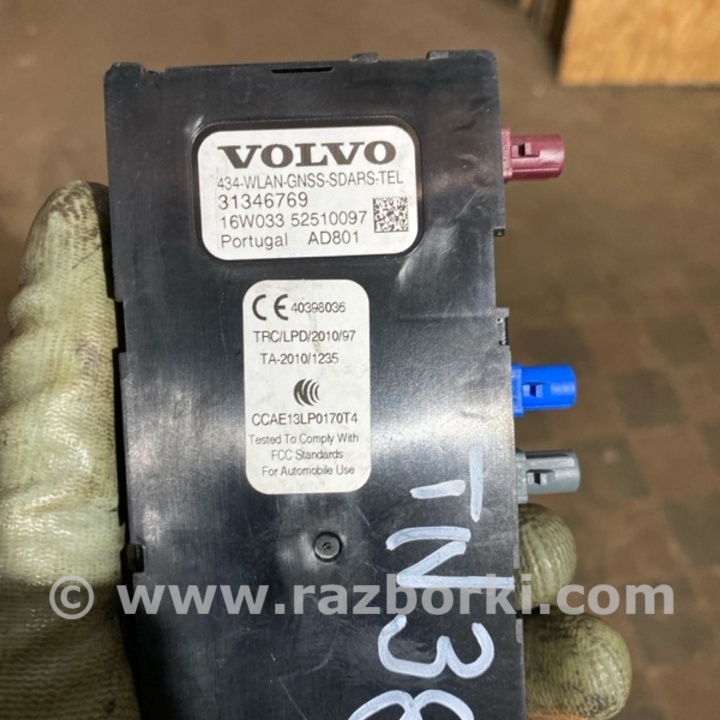 VOLVO
434-WLAN-GNSS-SDARS-TEL
31346769
16W033 52510097
Portugal AD801
CE 40398036
TRC/LPD/2010/97
TA-2010/1235
CCAE13LP0170T4
Tested To Comply With
FCC Standards
For Automobile Use
TN38
© www.razborki.com